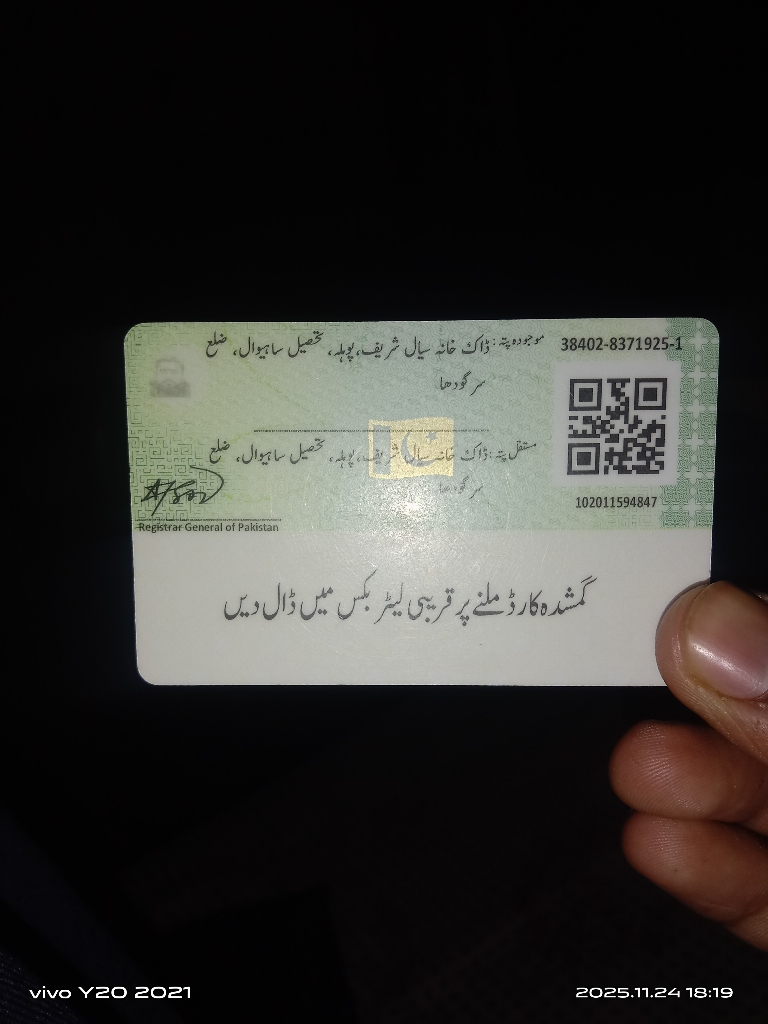 موجودہ پتہ: ڈاک خانہ سیال شریف، پوہلہ، تحصیل ساہیوال، ضلع
سرگودھا
38402-8371925-1
مستقل پتہ: ڈاک خانہ سیال شریف، پوہلہ، تحصیل ساہیوال، ضلع
سرگودھا
102011594847
Registrar General of Pakistan
گمشدہ کارڈ ملنے پر قریبی لیٹر بکس میں ڈال دیں
vivo Y20 2021
2025.11.24 18:19